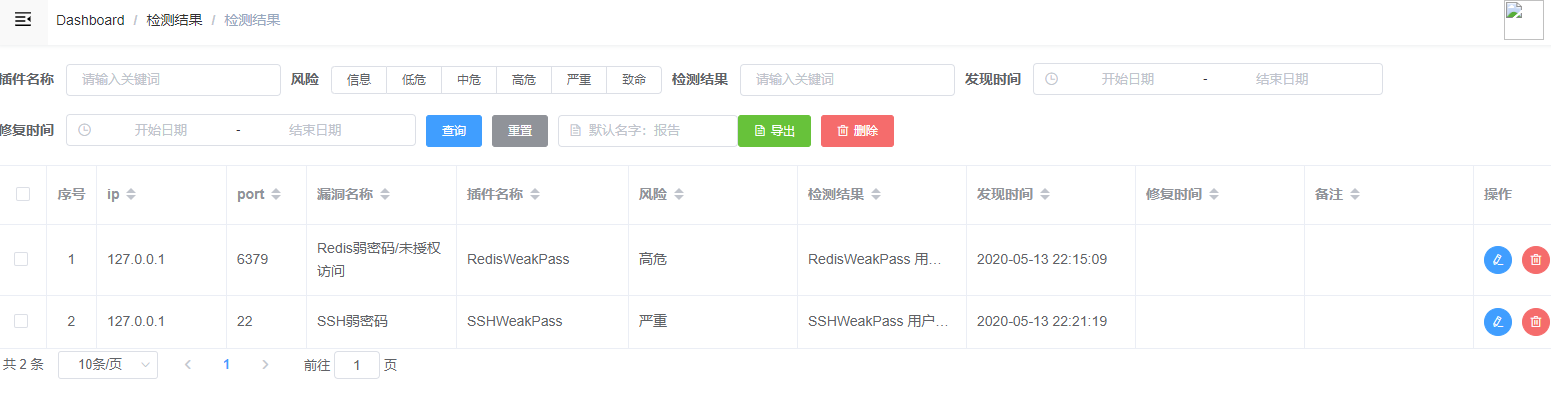 Dashboard / 检测结果 / 检测结果
插件名称 请输入关键词 风险 信息 低危 中危 高危 严重 致命 检测结果 请输入关键词 发现时间 开始日期 - 结束日期
修复时间 开始日期 - 结束日期 查询 重置 默认名字：报告 导出 删除
序号 ip port 漏洞名称 插件名称 风险 检测结果 发现时间 修复时间 备注 操作
1 127.0.0.1 6379 Redis弱密码/未授权 RedisWeakPass 高危 RedisWeakPass 用... 2020-05-13 22:15:09
访问
2 127.0.0.1 22 SSH弱密码 SSHWeakPass 严重 SSHWeakPass 用户... 2020-05-13 22:21:19
共 2 条 10条/页 1 前往 1 页